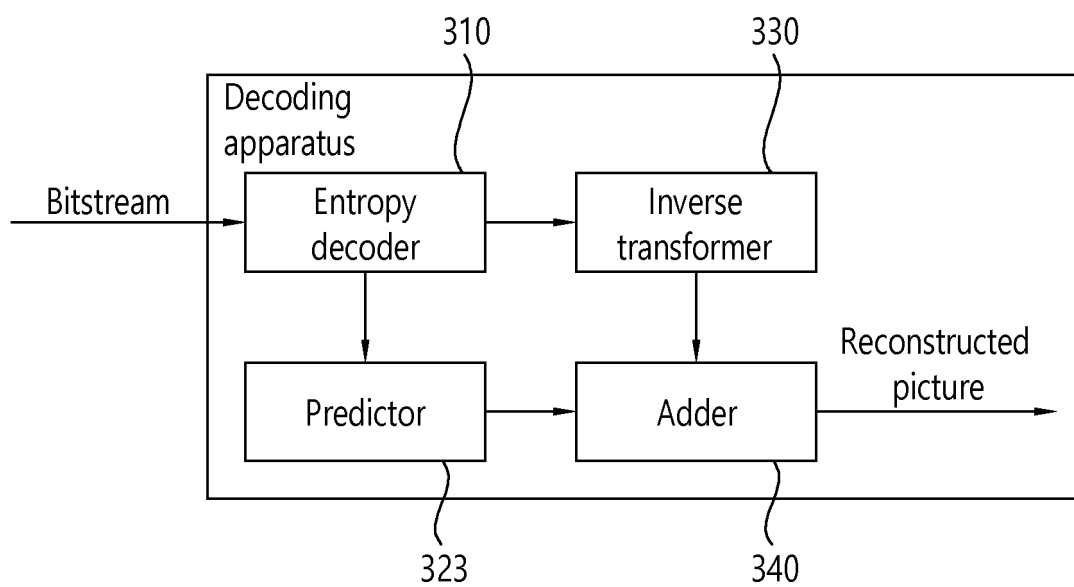 310
330
Decoding
apparatus
Bitstream
Entropy
decoder
Inverse
transformer
Reconstructed
picture
Predictor
Adder
323
340